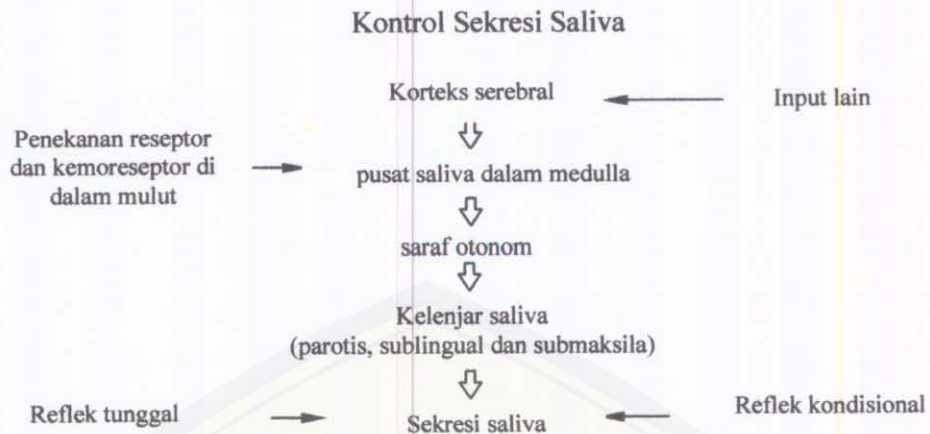 Kontrol Sekresi Saliva
Korteks serebral
Input lain
Penekanan reseptor
dan kemoreseptor di
dalam mulut
pusat saliva dalam medulla
saraf otonom
Kelenjar saliva
(parotis, sublingual dan submaksila)
Reflek tunggal
Sekresi saliva
Reflek kondisional